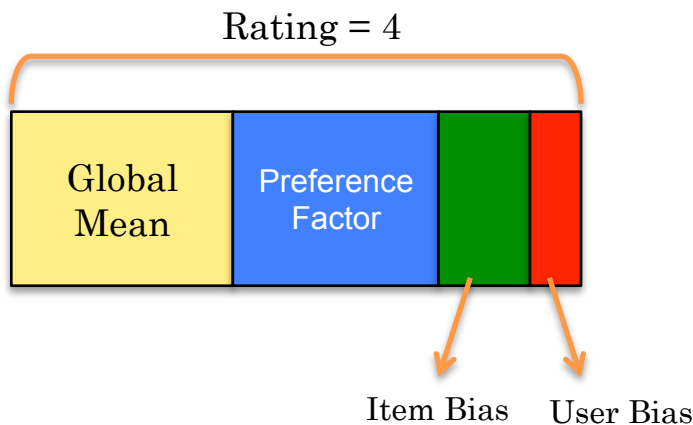 Rating = 4
Global
Mean
Preference
Factor
Item Bias
User Bias